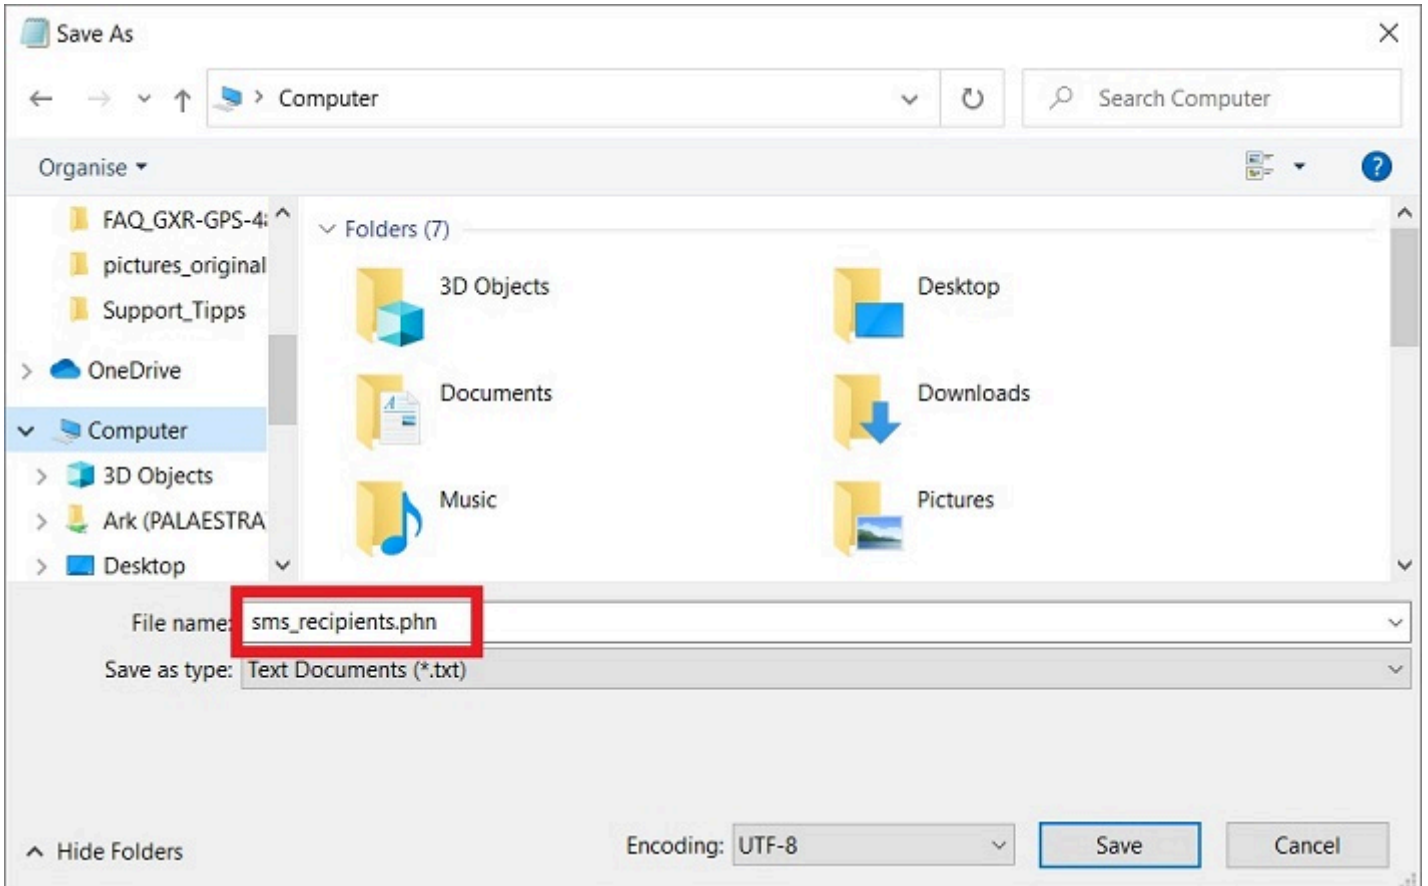 Save As
Computer
Search Computer
Organise
FAQ_GXR-GPS-4
pictures_original
Support_Tipps
OneDrive
Computer
3D Objects
Ark (PALAESTRA
Desktop
Folders (7)
3D Objects
Desktop
Documents
Downloads
Music
Pictures
File name: sms_recipients.phn
Save as type: Text Documents (*.txt)
Hide Folders
Encoding: UTF-8
Save
Cancel